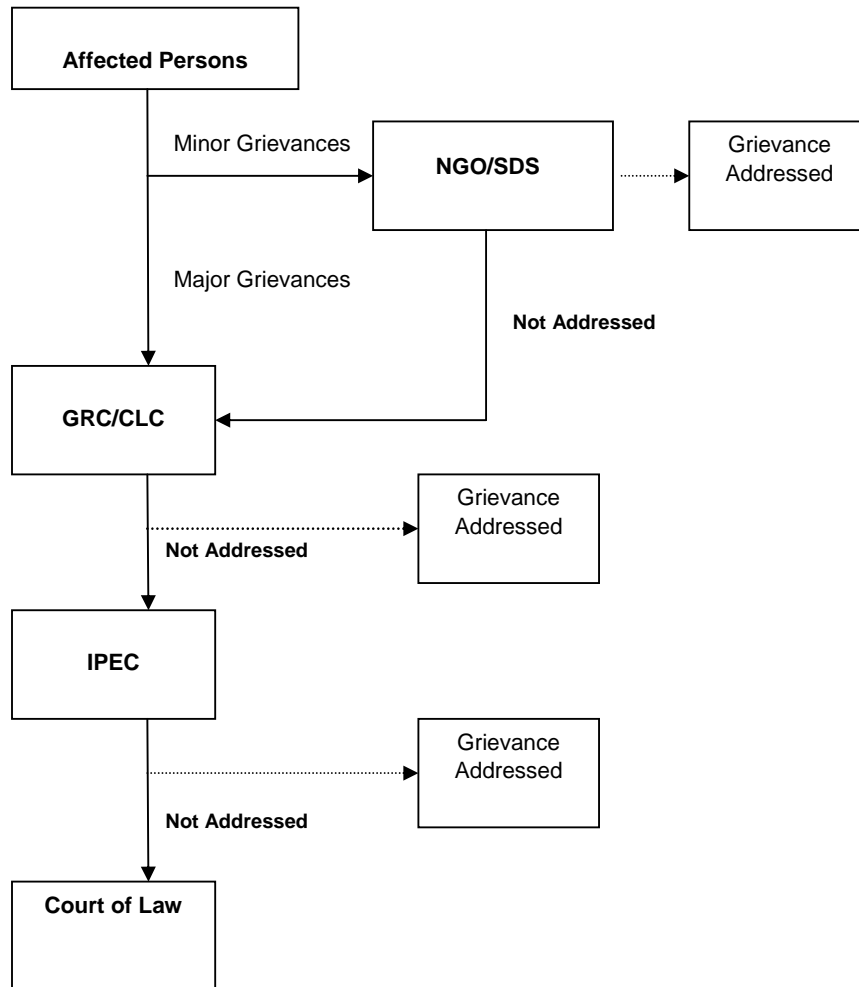 Affected Persons
Minor Grievances
NGO/SDS
Grievance
Addressed
Major Grievances
Not Addressed
GRC/CLC
Grievance
Addressed
Not Addressed
IPEC
Grievance
Addressed
Not Addressed
Court of Law